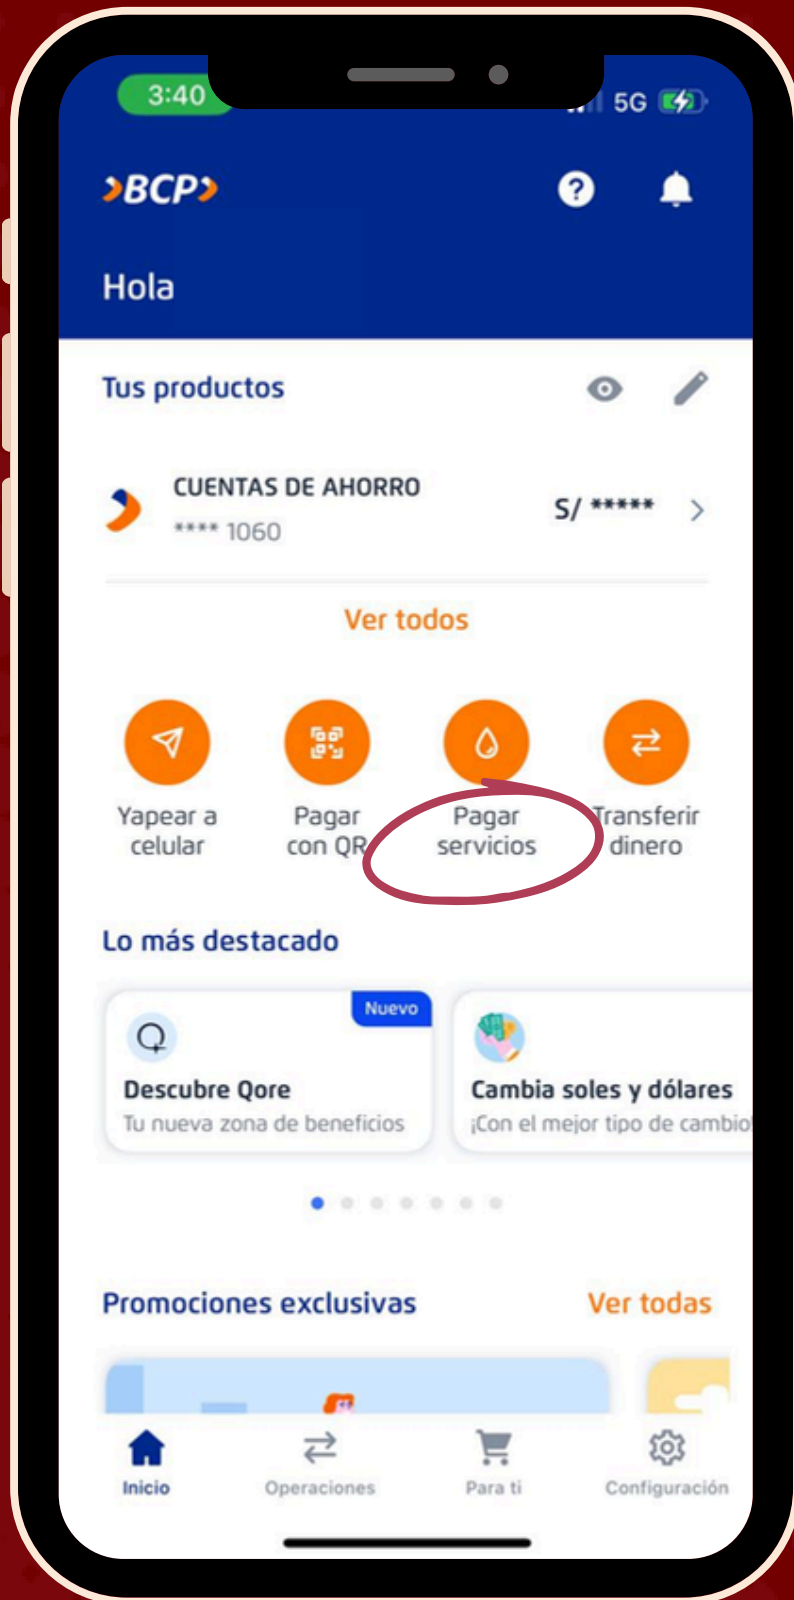 3:40
5G
BCP
Hola
Tus productos
CUENTAS DE AHORRO
**** 1060
S/ *****
Ver todos
Yapear a
celular
Pagar
con QR
Pagar
servicios
Transferir
dinero
Lo más destacado
Nuevo
Descubre Qore
Tu nueva zona de beneficios
Cambia soles y dólares
¡Con el mejor tipo de cambio!
Promociones exclusivas
Ver todas
Inicio
Operaciones
Para ti
Configuración